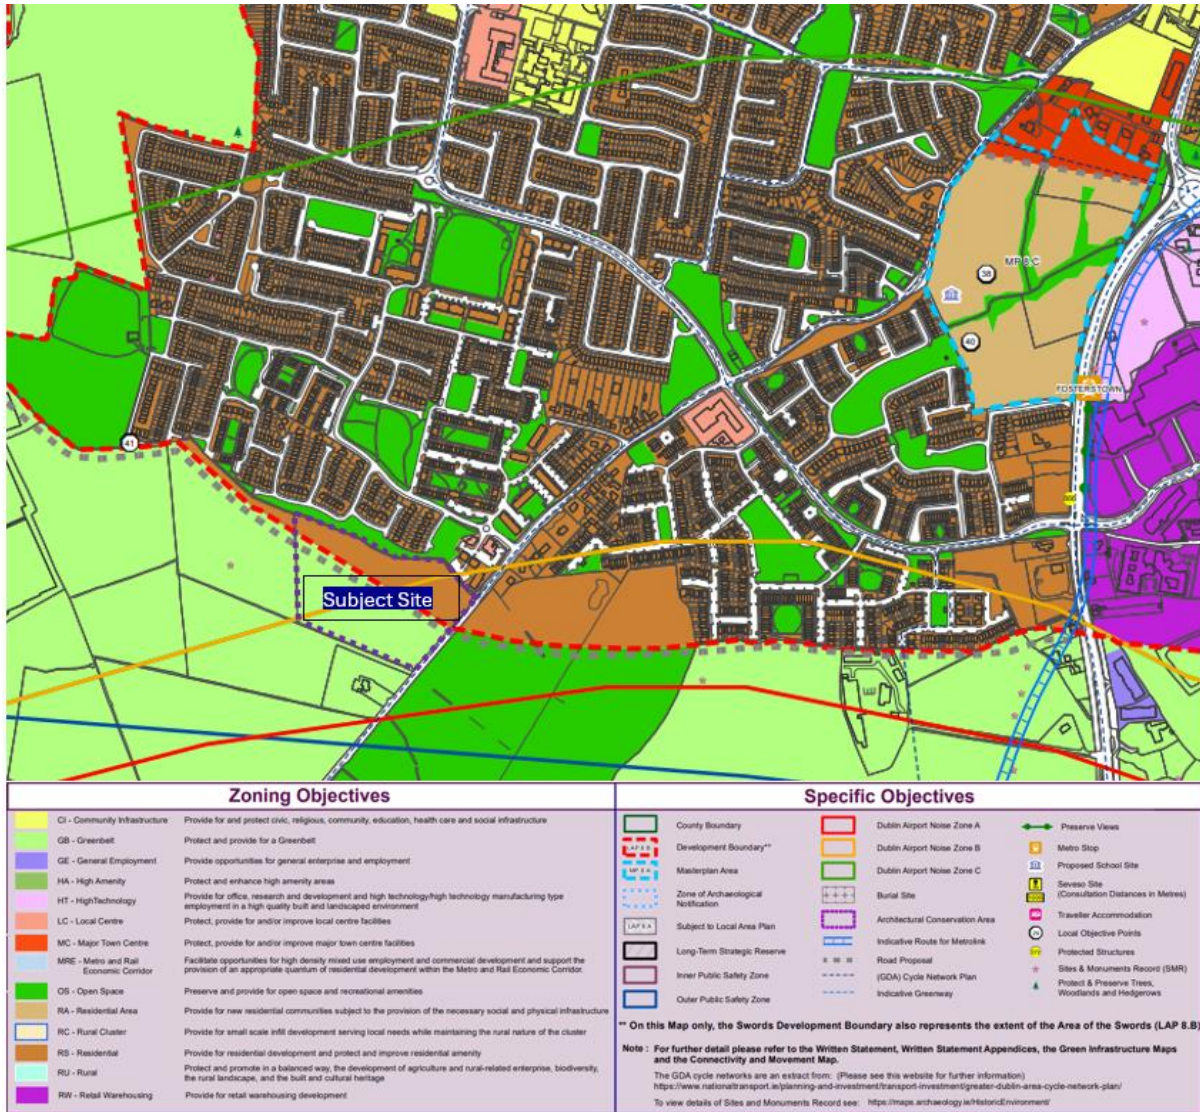 MP 8.C
38
40
FOSTERSTOWN
41
Subject Site
Zoning Objectives
CI - Community Infrastructure Provide for and protect civic, religious, community, education, health care and social infrastructure
GB - Greenbelt Protect and provide for a Greenbelt
GE - General Employment Provide opportunities for general enterprise and employment
HA - High Amenity Protect and enhance high amenity areas
HT - HighTechnology Provide for office, research and development and high technology/high technology manufacturing type
employment in a high quality built and landscaped environment
LC - Local Centre Protect, provide for and/or improve local centre facilities
MC - Major Town Centre Protect, provide for and/or improve major town centre facilities
MRE - Metro and Rail Facilitate opportunities for high density mixed use employment and commercial development and support the
Economic Corridor provision of an appropriate quantum of residential development within the Metro and Rail Economic Corridor.
OS - Open Space Preserve and provide for open space and recreational amenities
RA - Residential Area Provide for new residential communities subject to the provision of the necessary social and physical infrastructure
RC - Rural Cluster Provide for small scale infill development serving local needs while maintaining the rural nature of the cluster
RS - Residential Provide for residential development and protect and improve residential amenity
RU - Rural Protect and promote in a balanced way, the development of agriculture and rural-related enterprise, biodiversity,
the rural landscape, and the built and cultural heritage
RW - Retail Warehousing Provide for retail warehousing development
Specific Objectives
County Boundary
LAP 8.B Development Boundary**
MP 8.A Masterplan Area
Zone of Archaeological
Notification
LAP 8.A Subject to Local Area Plan
Long-Term Strategic Reserve
Inner Public Safety Zone
Outer Public Safety Zone
Dublin Airport Noise Zone A
Dublin Airport Noise Zone B
Dublin Airport Noise Zone C
Burial Site
Architectural Conservation Area
Indicative Route for Metrolink
Road Proposal
(GDA) Cycle Network Plan
Indicative Greenway
Preserve Views
Metro Stop
Proposed School Site
Seveso Site
(Consultation Distances in Metres)
Traveller Accommodation
Local Objective Points
Protected Structures
Sites & Monuments Record (SMR)
Protect & Preserve Trees,
Woodlands and Hedgerows
** On this Map only, the Swords Development Boundary also represents the extent of the Area of the Swords (LAP 8.B)
Note : For further detail please refer to the Written Statement, Written Statement Appendices, the Green Infrastructure Maps
and the Connectivity and Movement Map.
The GDA cycle networks are an extract from: (Please see this website for further information)
https://www.nationaltransport.ie/planning-and-investment/transport-investment/greater-dublin-area-cycle-network-plan/
To view details of Sites and Monuments Record see: https://maps.archaeology.ie/HistoricEnvironment/